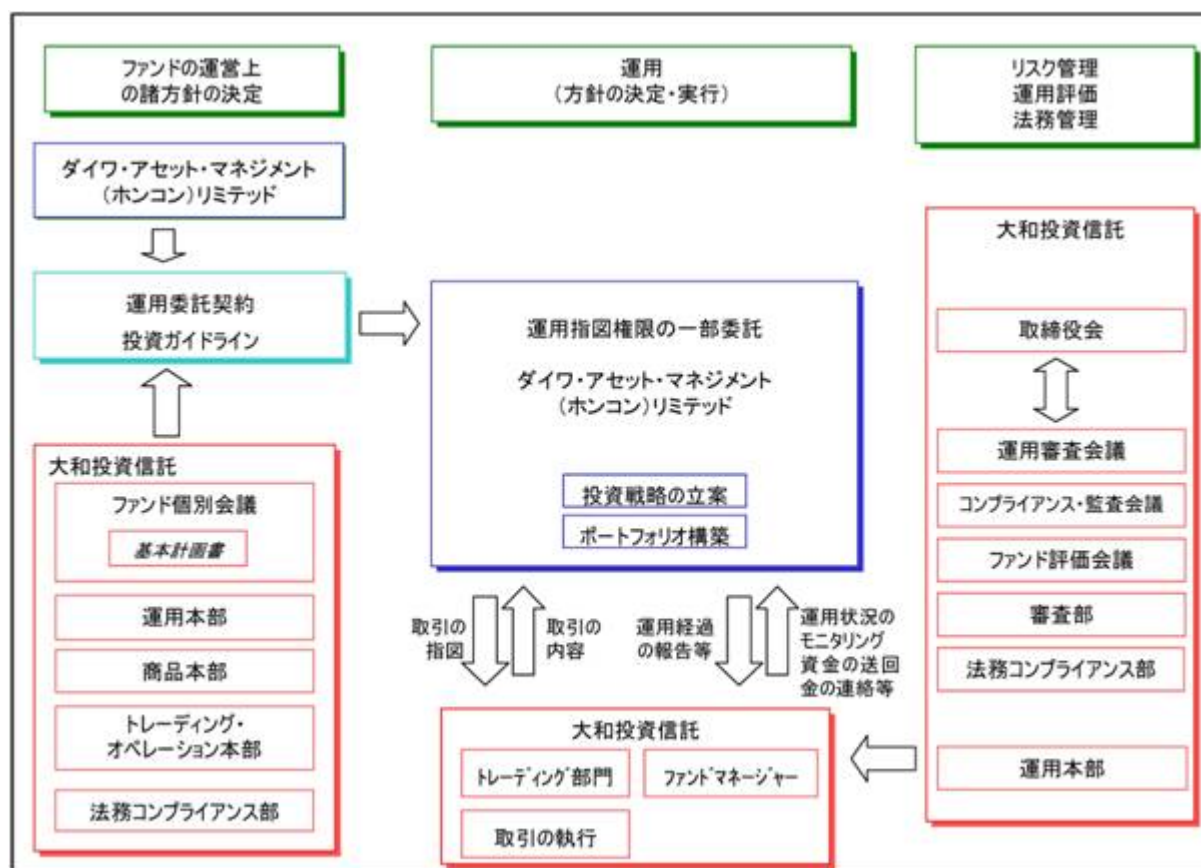 ファンドの運営上
の諸方針の決定
運用
(方針の決定・実行)
リスク管理
運用評価
法務管理
ダイワ・アセット・マネジメント
(ホンコン)リミテッド
運用委託契約
投資ガイドライン
大和投資信託
ファンド個別会議
基本計画書
運用本部
商品本部
トレーディング・
オペレーション本部
法務コンプライアンス部
運用指図権限の一部委託
ダイワ・アセット・マネジメント
(ホンコン)リミテッド
投資戦略の立案
ポートフォリオ構築
取引の
指図
取引の
内容
運用経過
の報告等
運用状況の
モニタリング
資金の送回
金の連絡等
大和投資信託
トレーディング部門
ファンドマネージャー
取引の執行
大和投資信託
取締役会
運用審査会議
コンプライアンス・監査会議
ファンド評価会議
審査部
法務コンプライアンス部
運用本部